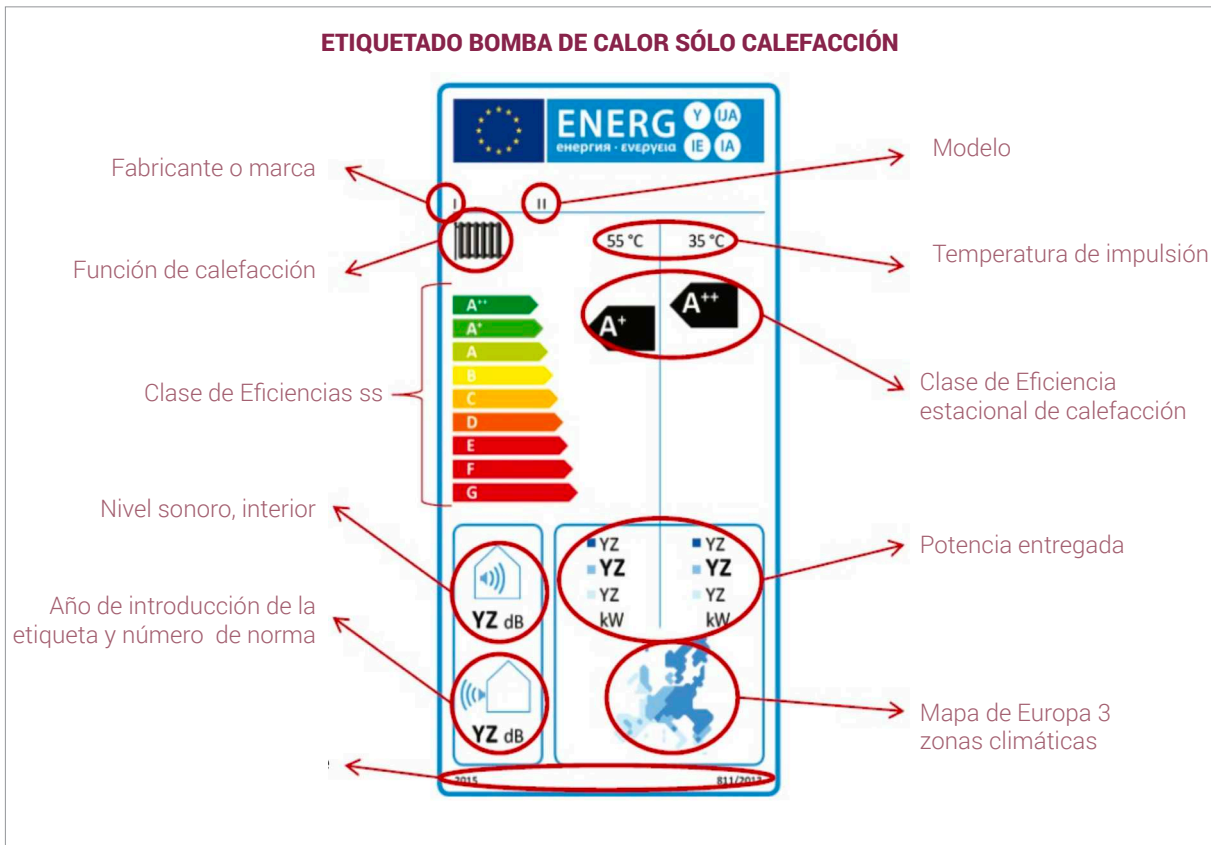 ETIQUETADO BOMBA DE CALOR SÓLO CALEFACCIÓN
ENERG
енергия · ενεργεια
Y
IJA
IE
IA
Fabricante o marca
Modelo
I
II
Función de calefacción
55 °C
35 °C
Temperatura de impulsión
A++
A+
A
B
C
D
E
F
G
A+
A++
Clase de Eficiencias ss
Clase de Eficiencia
estacional de calefacción
Nivel sonoro, interior
YZ dB
YZ
YZ
YZ
kW
YZ
YZ
YZ
kW
Potencia entregada
Año de introducción de la
etiqueta y número de norma
YZ dB
Mapa de Europa 3
zonas climáticas
2015
811/2013